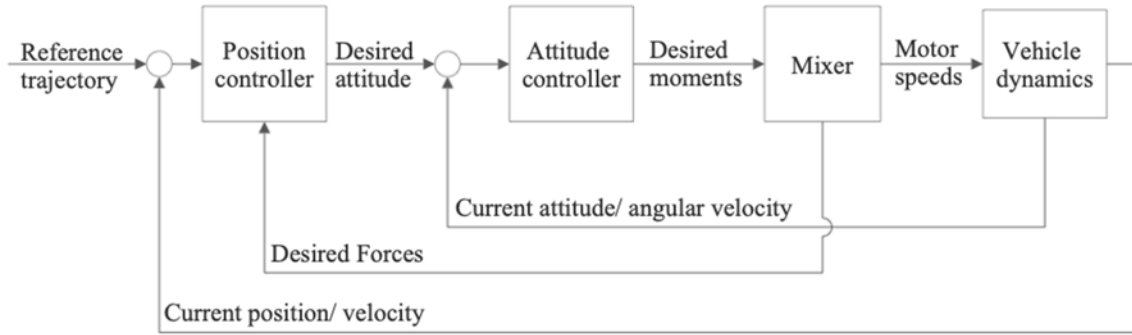 Reference
trajectory
Position
controller
Desired
attitude
Attitude
controller
Desired
moments
Mixer
Motor
speeds
Vehicle
dynamics
Current attitude/ angular velocity
Desired Forces
Current position/ velocity